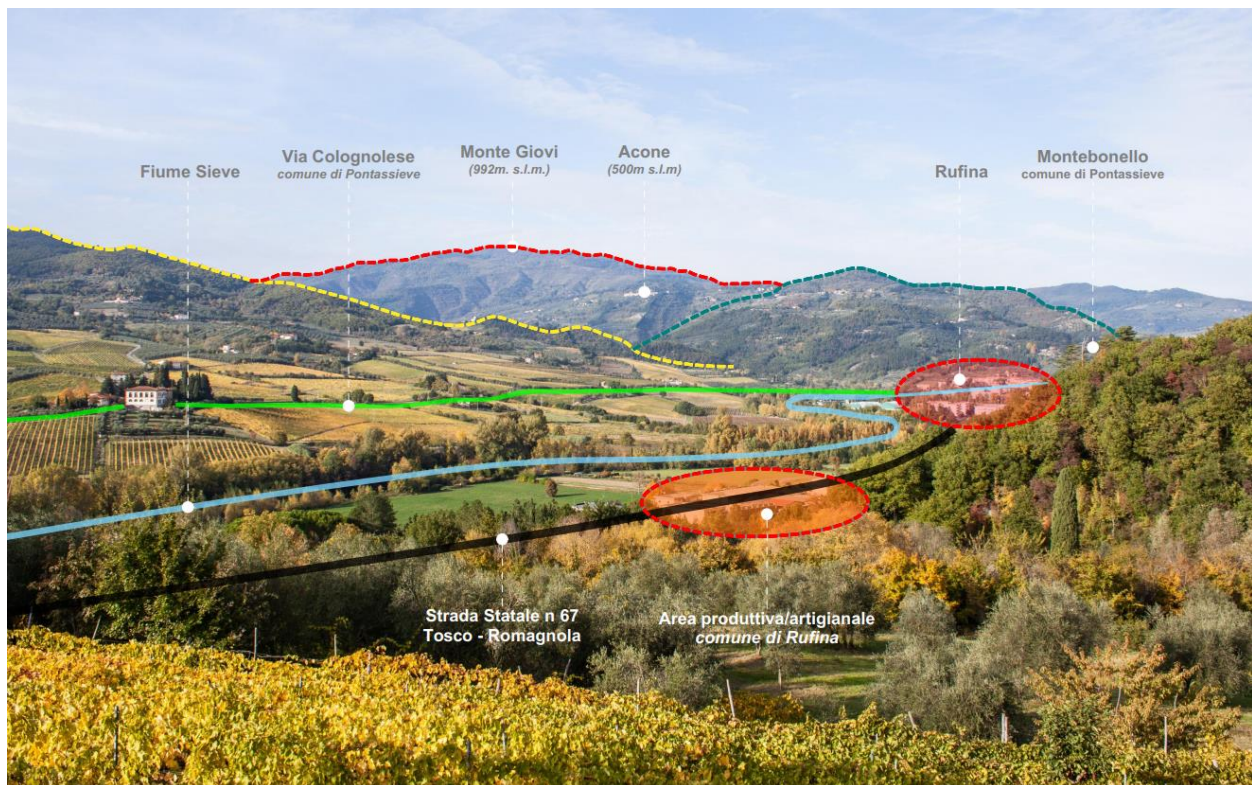 Fiume Sieve
Via Colognolese
comune di Pontassieve
Monte Giovi
(992m. s.l.m.)
Acone
(500m s.l.m)
Rufina
Montebonello
comune di Pontassieve
Strada Statale n 67
Tosco - Romagnola
Area produttiva/artigianale
comune di Rufina